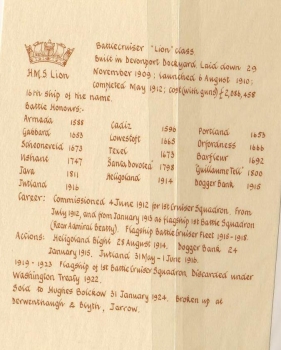 Battlecruiser "Lion" class.
Built in Devonport Dockyard. Laid down 29
November 1909; launched 6 August 1910;
completed May 1912; cost (with guns) £2,086,458
H.M.S Lion
16th ship of the name.
Battle Honours:-
Armada 1588 Cadiz 1596 Portland 1653
Gabbard 1653 Lowestoft 1665 Orfordness 1666
Schooneveld 1673 Texel 1673 Barfleur 1692
Ushant 1747 Santa Dorotea 1798 "Guillaume Tell" 1800
Java 1811 Heligoland 1914 Dogger Bank 1915
Jutland 1916
Career: Commissioned 4 June 1912 for 1st Cruiser Squadron. From
July 1912, and from January 1913 as flagship 1st Battle Squadron
(Rear Admiral Beatty). Flagship Battle Cruiser Fleet 1915-1918.
Actions: Heligoland Bight 28 August 1914. Dogger Bank 24
January 1915. Jutland 31 May - 1 June 1916.
1919-1923 Flagship of 1st Battle Cruiser Squadron. Discarded under
Washington Treaty 1922.
Sold to Hughes Bolckow 31 January 1924. Broken up at
Derwenthaugh & Blyth, Jarrow.